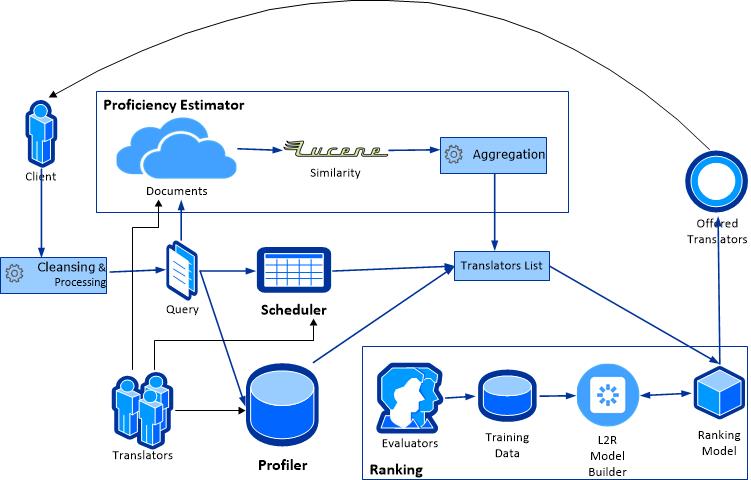 Proficiency Estimator
Lucene
Aggregation
Similarity
Client
Documents
Offered
Translators
Cleansing &
Processing
Translators List
Query
Scheduler
Evaluators
Training
Data
L2R
Model
Builder
Ranking
Model
Translators
Profiler
Ranking